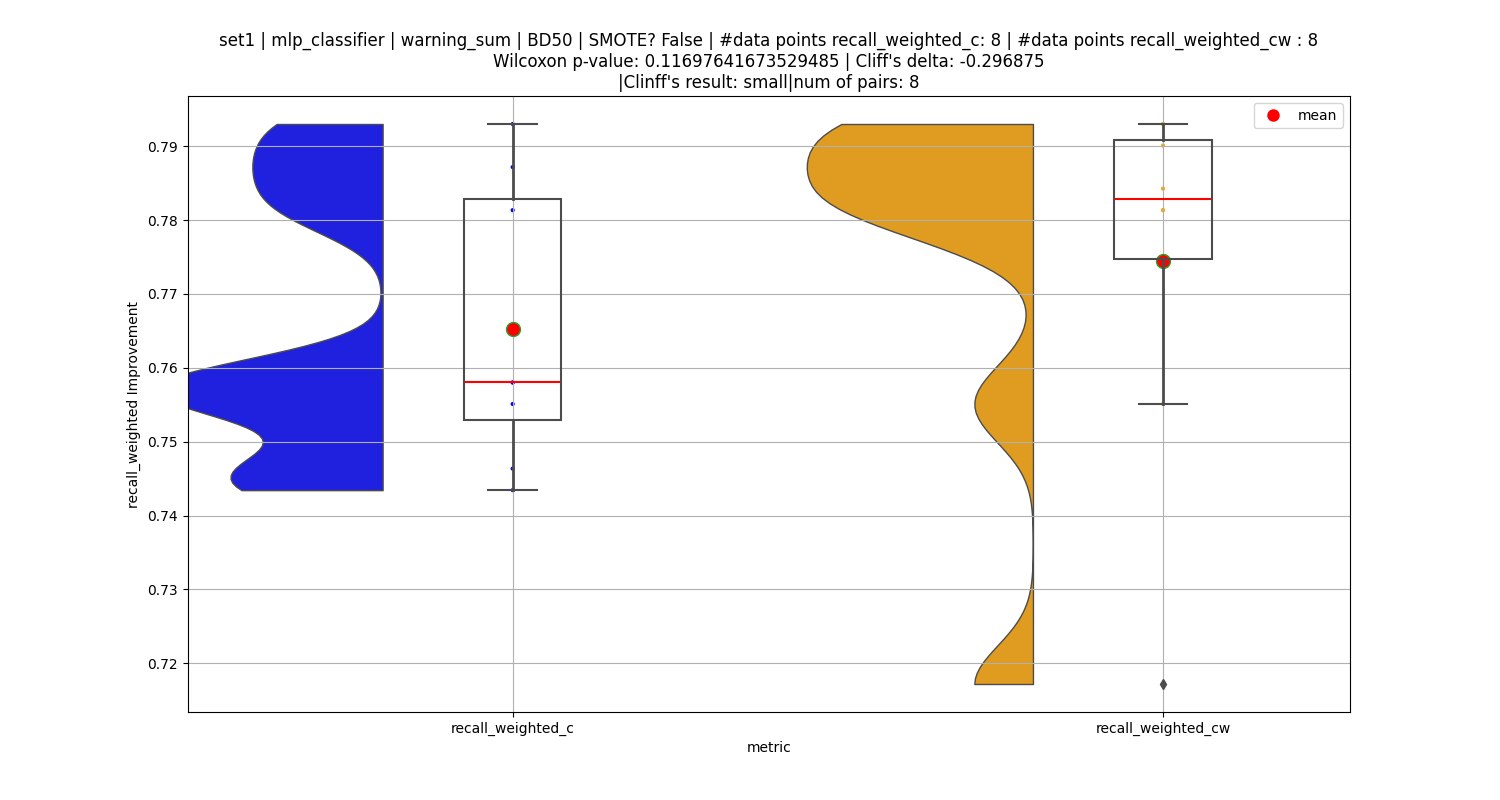 set1 | mlp_classifier | warning_sum | BD50 | SMOTE? False | #data points recall_weighted_c: 8 | #data points recall_weighted_cw : 8
Wilcoxon p-value: 0.11697641673529485 | Cliff's delta: -0.296875
|Clinff's result: small|num of pairs: 8
mean
0.79
0.78
0.77
0.76
0.75
0.74
0.73
0.72
recall_weighted Improvement
recall_weighted_c
recall_weighted_cw
metric